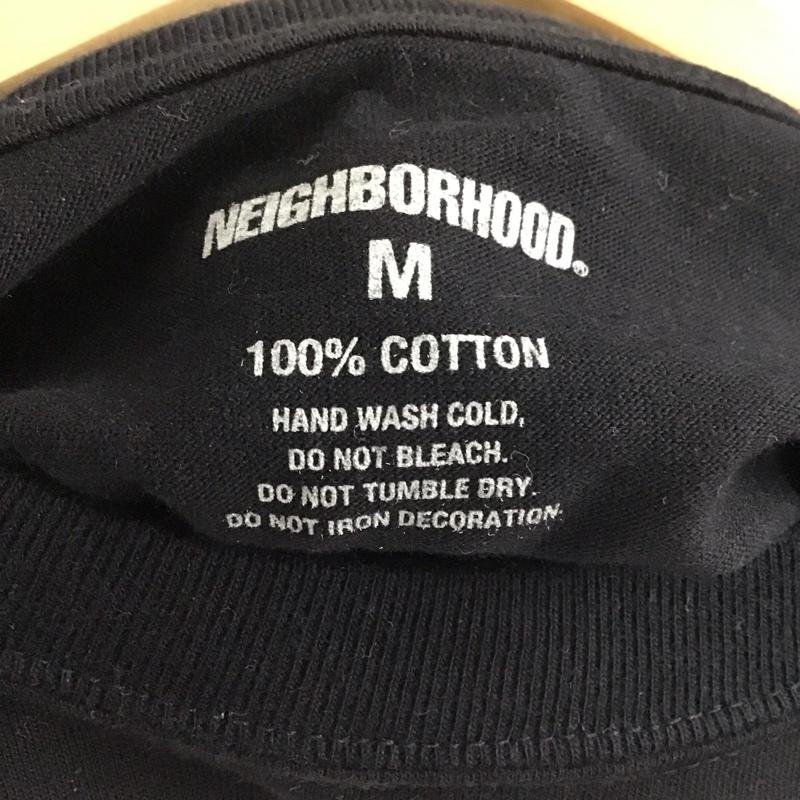 NEIGHBORHOOD.®
M
100% COTTON
HAND WASH COLD,
DO NOT BLEACH.
DO NOT TUMBLE DRY.
DO NOT IRON DECORATION.